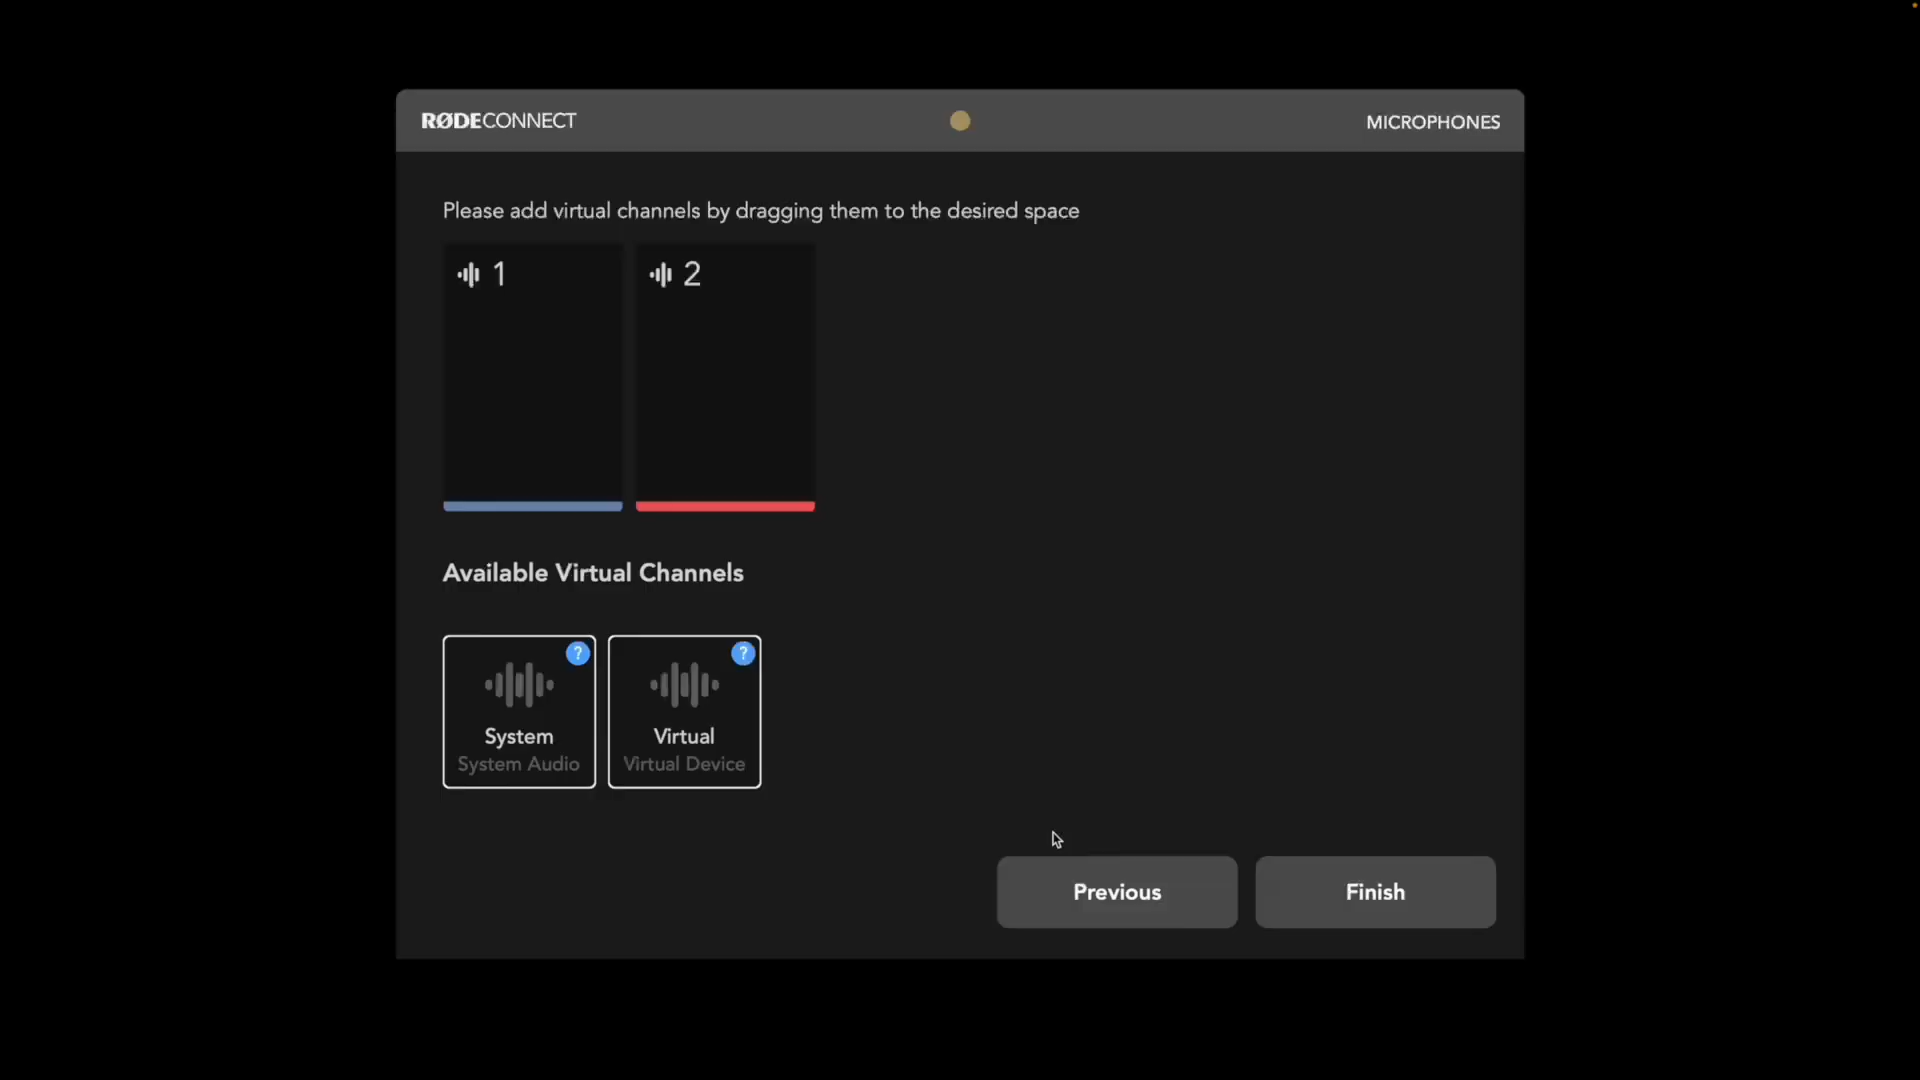 RØDECONNECT
MICROPHONES
Please add virtual channels by dragging them to the desired space
1
2
Available Virtual Channels
?
?
System
Virtual
System Audio
Virtual Device
Previous
Finish